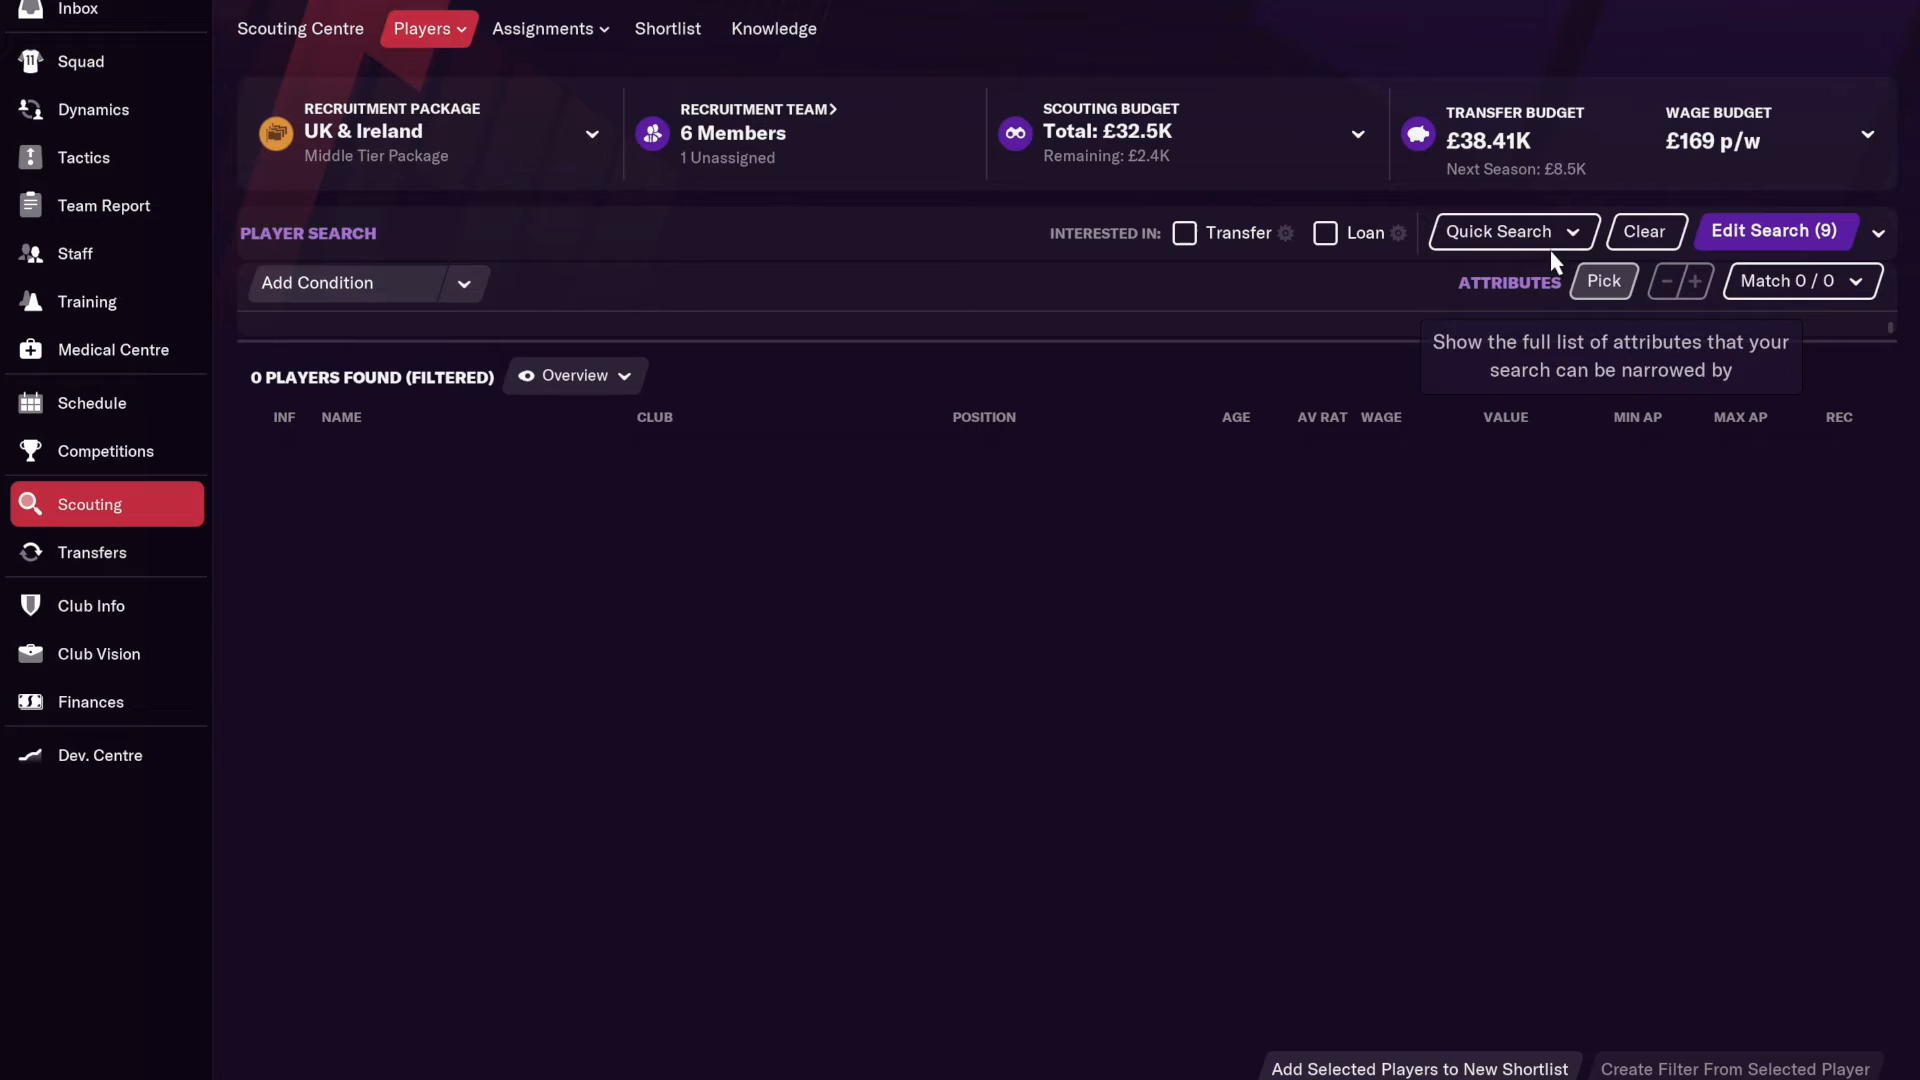 Inbox
Squad
Dynamics
Tactics
Team Report
Staff
Training
Medical Centre
Schedule
Competitions
Scouting
Transfers
Club Info
Club Vision
Finances
Dev. Centre
Scouting Centre
Players
Assignments
Shortlist
Knowledge
RECRUITMENT PACKAGE
UK & Ireland
Middle Tier Package
RECRUITMENT TEAM
6 Members
1 Unassigned
SCOUTING BUDGET
Total: £32.5K
Remaining: £2.4K
TRANSFER BUDGET
£38.41K
Next Season: £8.5K
WAGE BUDGET
£169 p/w
PLAYER SEARCH
INTERESTED IN:
Transfer
Loan
Quick Search
Clear
Edit Search (9)
Add Condition
ATTRIBUTES
Pick
- / +
Match 0 / 0
Show the full list of attributes that your
search can be narrowed by
0 PLAYERS FOUND (FILTERED)
Overview
INF NAME CLUB POSITION AGE AV RAT WAGE VALUE MIN AP MAX AP REC
Add Selected Players to New Shortlist
Create Filter From Selected Player